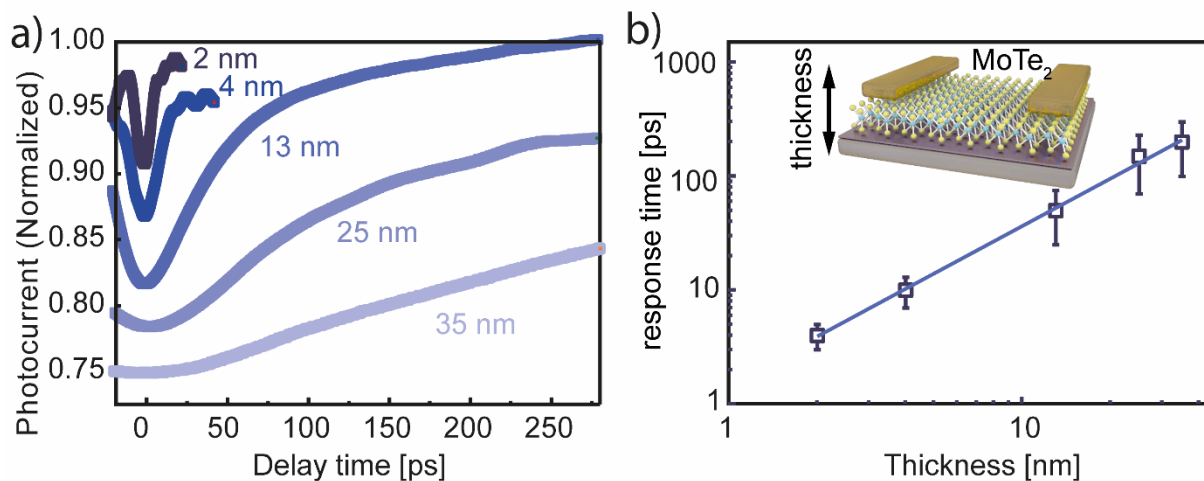 a)
1.00
0.95
0.90
0.85
0.80
0.75
Photocurrent (Normalized)
2 nm
4 nm
13 nm
25 nm
35 nm
0
50
100
150
200
250
Delay time [ps]
b)
1000
100
10
1
response time [ps]
thickness
MoTe2
1
10
Thickness [nm]